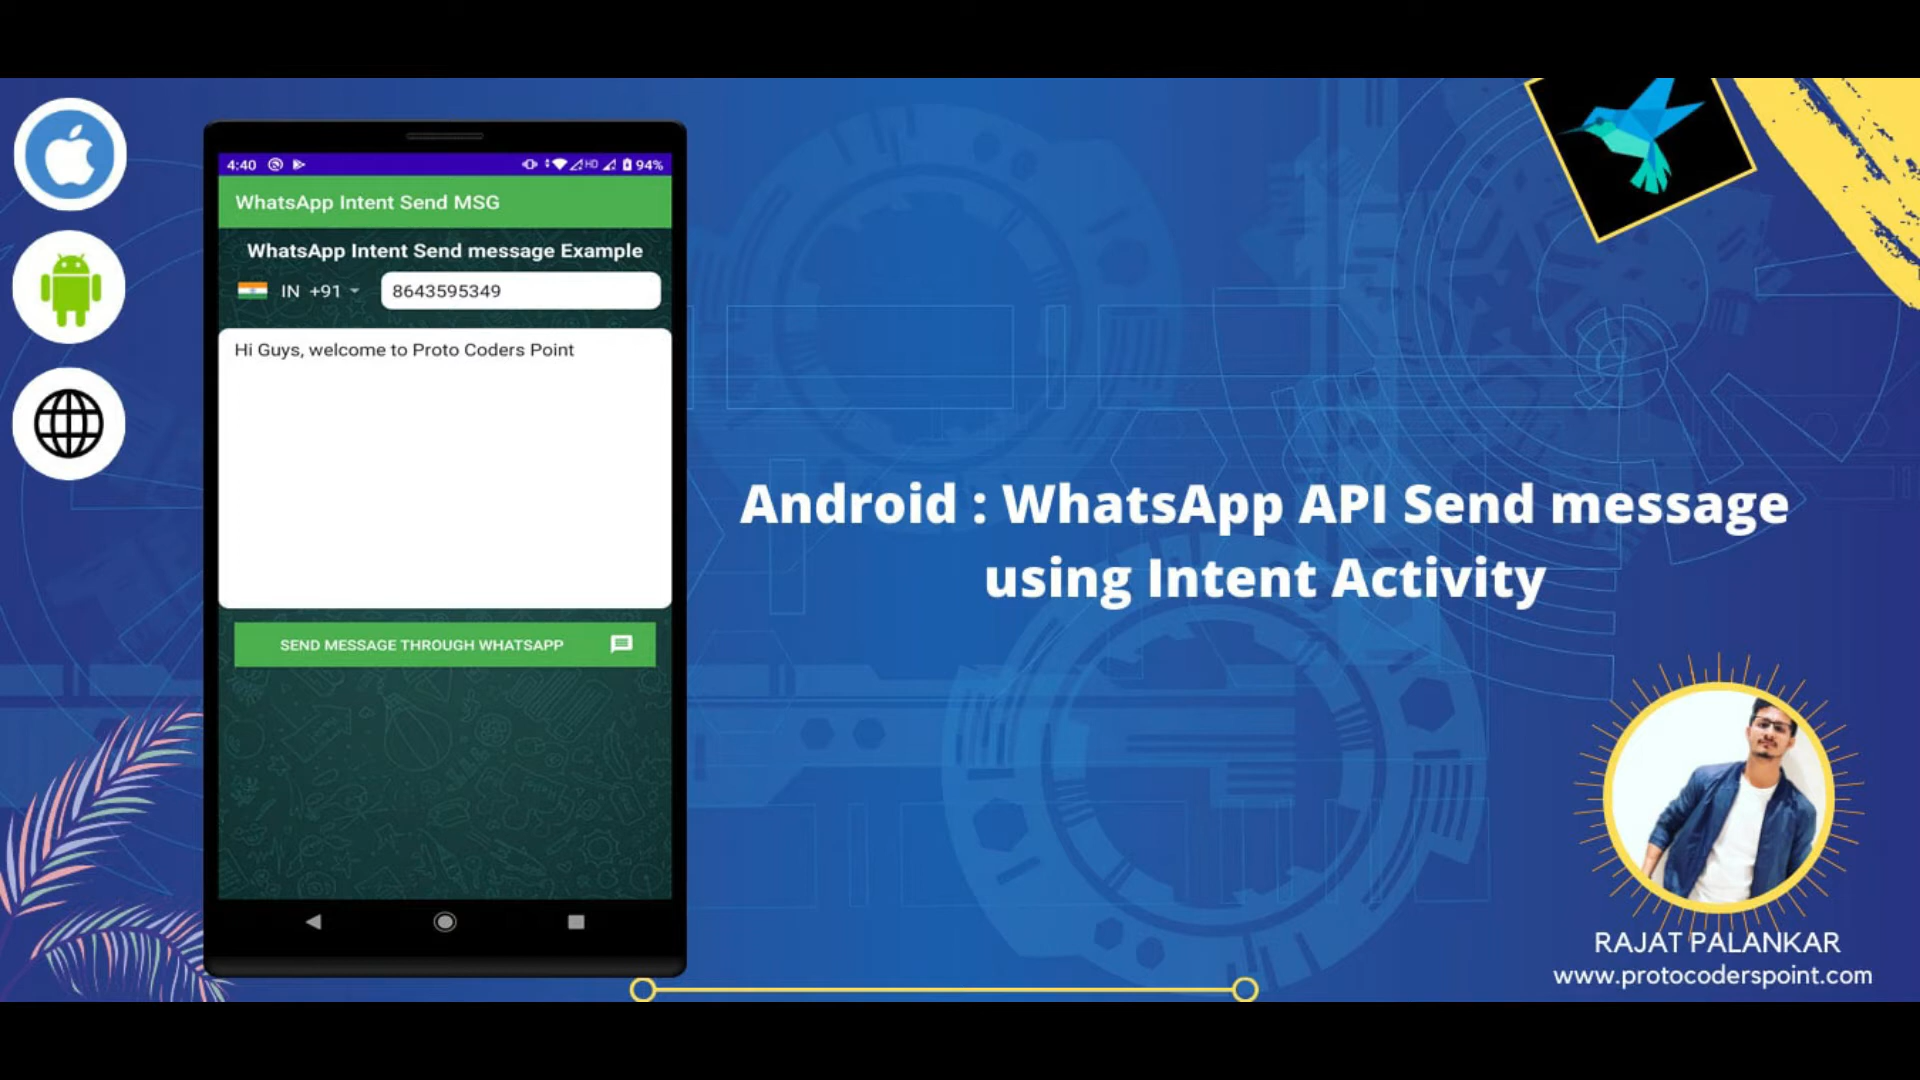 4:40 HD 94%
WhatsApp Intent Send MSG
WhatsApp Intent Send message Example
IN +91 8643595349
Hi Guys, welcome to Proto Coders Point
SEND MESSAGE THROUGH WHATSAPP
Android : WhatsApp API Send message
using Intent Activity
RAJAT PALANKAR
www.protocoderspoint.com